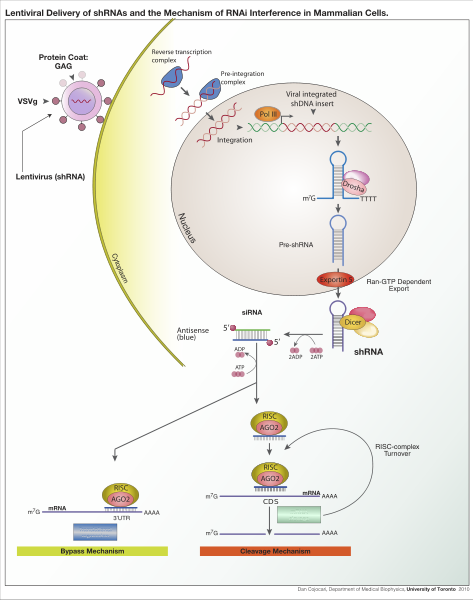 Lentiviral Delivery of shRNAs and the Mechanism of RNAi Interference in Mammalian Cells.
Protein Coat:
GAG
VSVg
Lentivirus (shRNA)
Reverse transcription
complex
Pre-integration
complex
Integration
Viral integrated
shDNA insert
Pol III
Drosha
m⁷G
TTTT
Nucleus
Cytoplasm
Pre-shRNA
Exportin 5
Ran-GTP Dependent
Export
Dicer
shRNA
siRNA
5'
5'
Antisense
(blue)
ADP
ATP
2ADP
2ATP
RISC
AGO2
RISC
AGO2
RISC-complex
Turnover
m⁷G
mRNA
AAAA
CDS
RISC
AGO2
m⁷G
mRNA
AAAA
3'UTR
m⁷G
AAAA
Bypass Mechanism
Cleavage Mechanism
Dan Cojocari, Department of Medical Biophysics, University of Toronto 2010